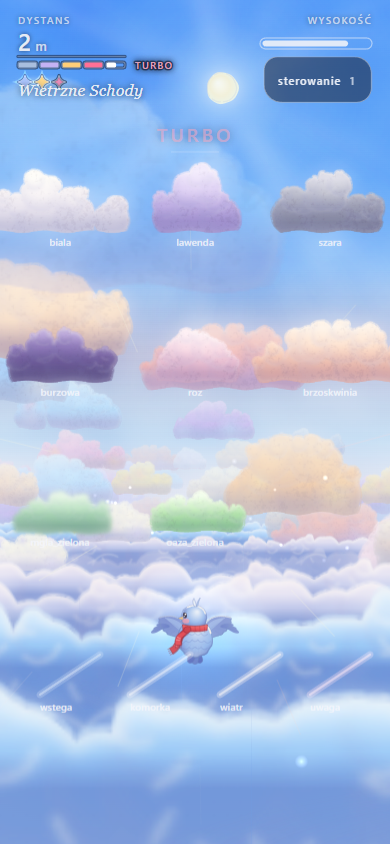 DYSTANS
WYSOKOŚĆ
2 m
TURBO
sterowanie 1
Wietrzne Schody
TURBO
biala
lawenda
szara
burzowa
roz
brzoskwinia
wstega
wiatr